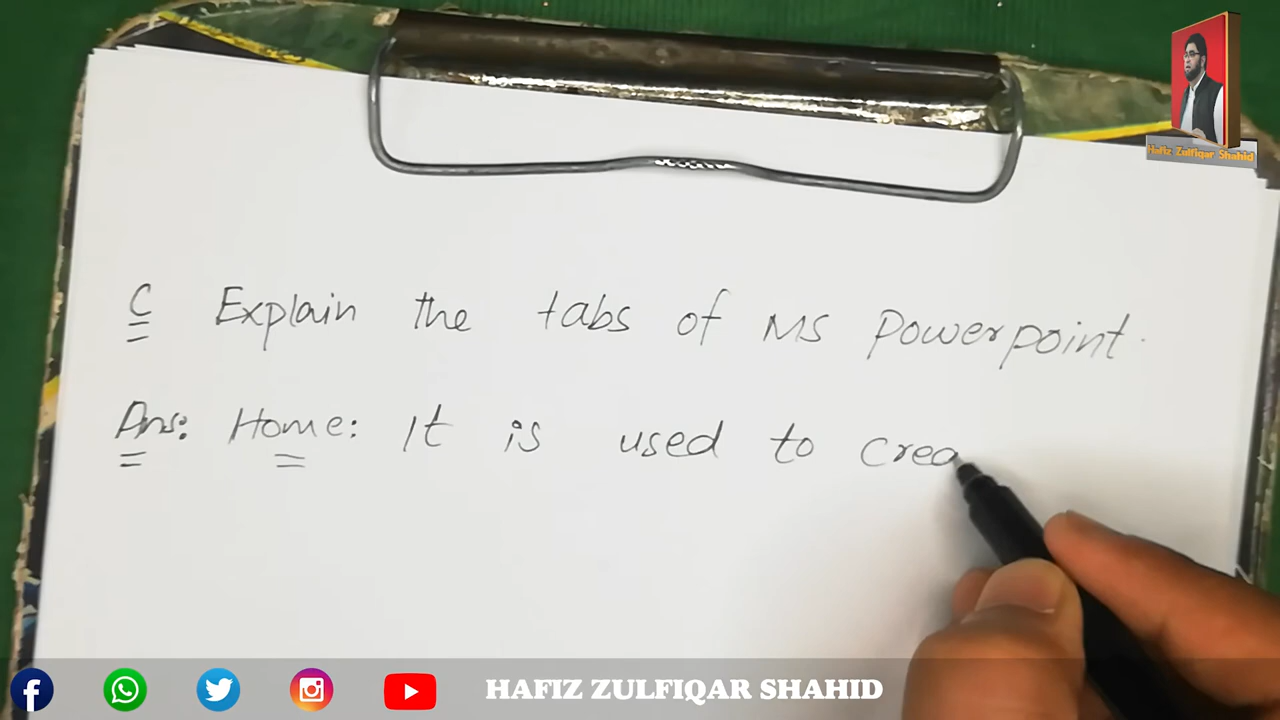 Hafiz Zulfiqar Shahid
C Explain the tabs of MS Powerpoint.
Ans: Home: It is used to crea
HAFIZ ZULFIQAR SHAHID